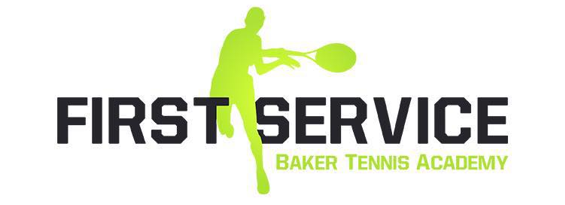 FIRST SERVICE
BAKER TENNIS ACADEMY